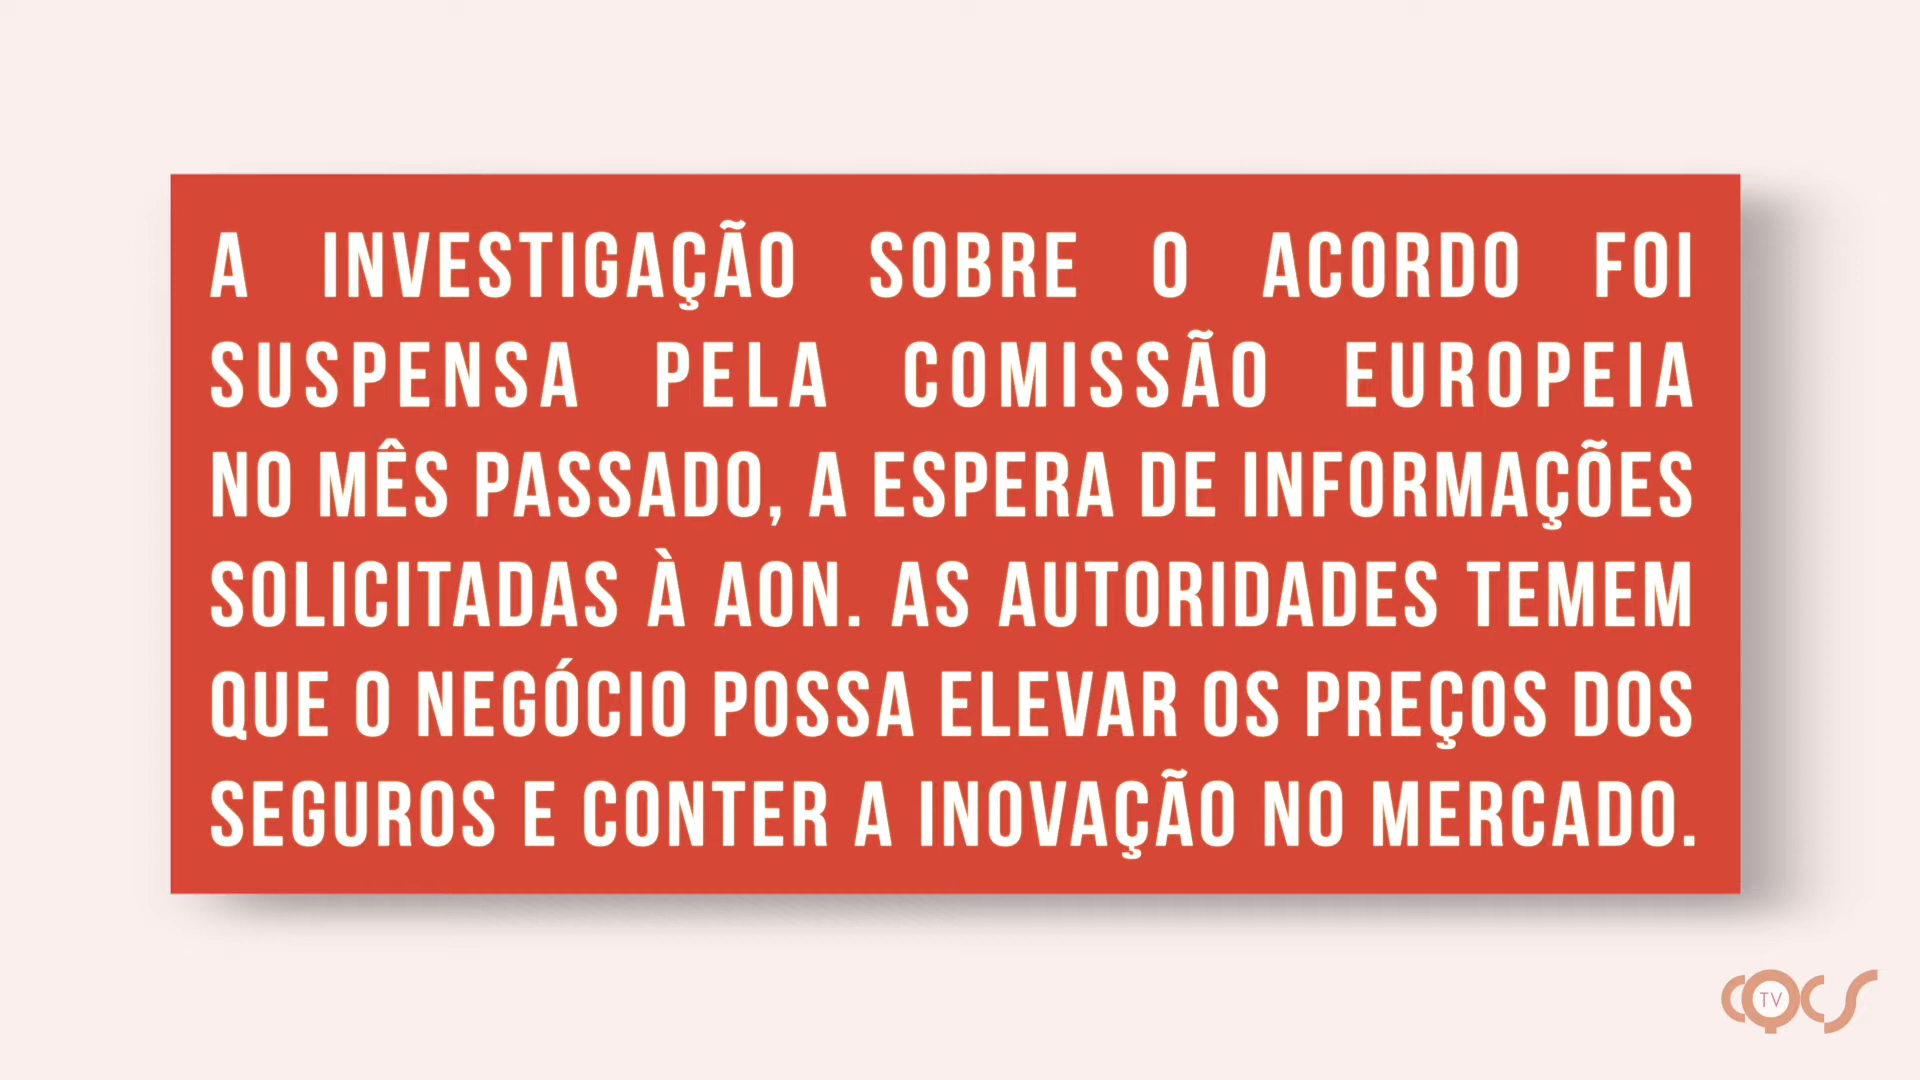 A INVESTIGAÇÃO SOBRE O ACORDO FOI
SUSPENSA PELA COMISSÃO EUROPEIA
NO MÊS PASSADO, A ESPERA DE INFORMAÇÕES
SOLICITADAS À AON. AS AUTORIDADES TEMEM
QUE O NEGÓCIO POSSA ELEVAR OS PREÇOS DOS
SEGUROS E CONTER A INOVAÇÃO NO MERCADO.
CQCS
TV